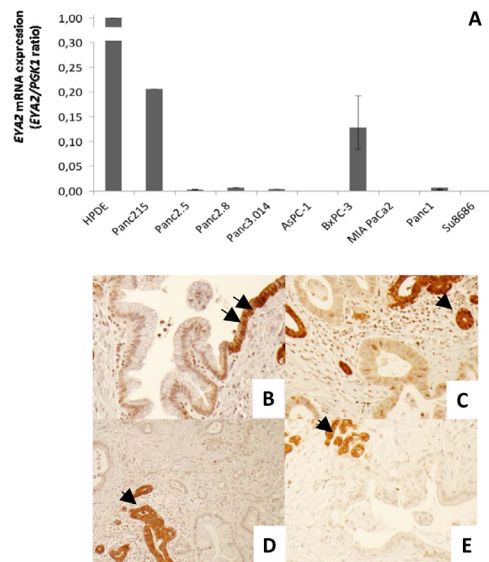 A
EYA2 mRNA expression
(EYA2/PGK1 ratio)
1,00
0,30
0,25
0,20
0,15
0,10
0,05
0,00
HPDE
Panc215
Panc2.5
Panc2.8
Panc3.014
AsPC-1
BxPC-3
MIA PaCa2
Panc1
Su8686
B
C
D
E